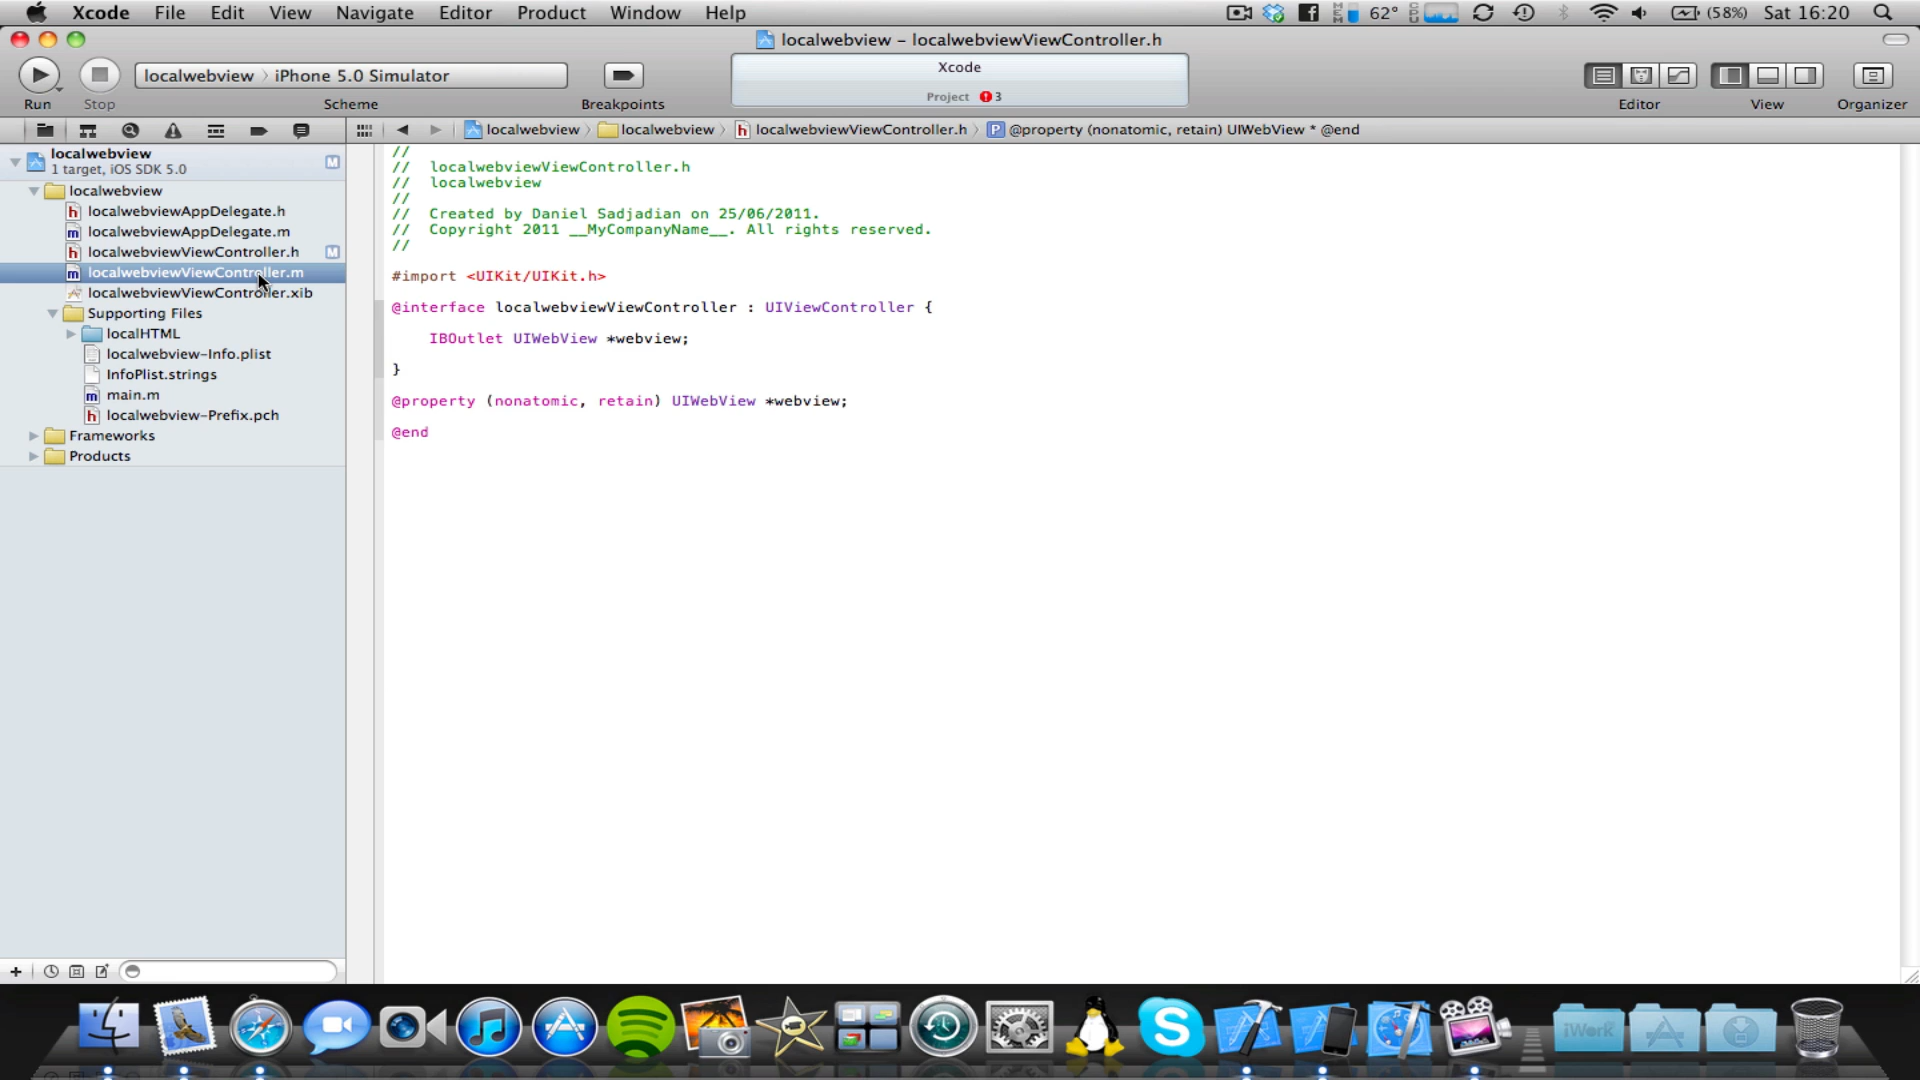 Xcode File Edit View Navigate Editor Product Window Help 62° (58%) Sat 16:20
localwebview – localwebviewViewController.h
localwebview › iPhone 5.0 Simulator
Xcode
Project 3
Run Stop Scheme Breakpoints Editor View Organizer
localwebview › localwebview › localwebviewViewController.h › @property (nonatomic, retain) UIWebView * @end
localwebview M
1 target, iOS SDK 5.0
localwebview
localwebviewAppDelegate.h
localwebviewAppDelegate.m
localwebviewViewController.h M
localwebviewViewController.m
localwebviewViewController.xib
Supporting Files
localHTML
localwebview-Info.plist
InfoPlist.strings
main.m
localwebview-Prefix.pch
Frameworks
Products
//
// localwebviewViewController.h
// localwebview
//
// Created by Daniel Sadjadian on 25/06/2011.
// Copyright 2011 __MyCompanyName__. All rights reserved.
//
#import <UIKit/UIKit.h>
@interface localwebviewViewController : UIViewController {
IBOutlet UIWebView *webview;
}
@property (nonatomic, retain) UIWebView *webview;
@end
iWork